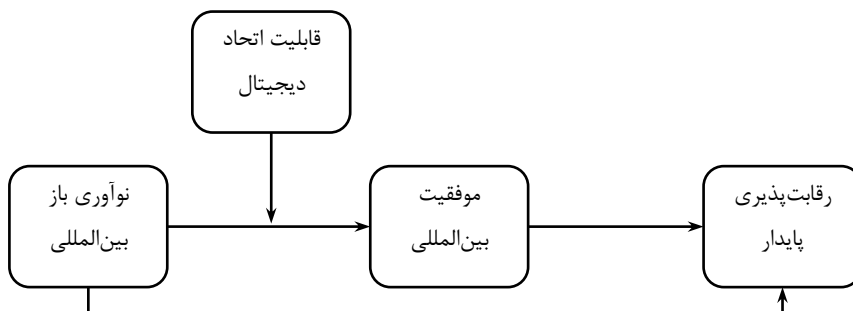 قابلیت اتحاد
دیجیتال
نوآوری باز
بین‌المللی
موفقیت
بین‌المللی
رقابت‌پذیری
پایدار